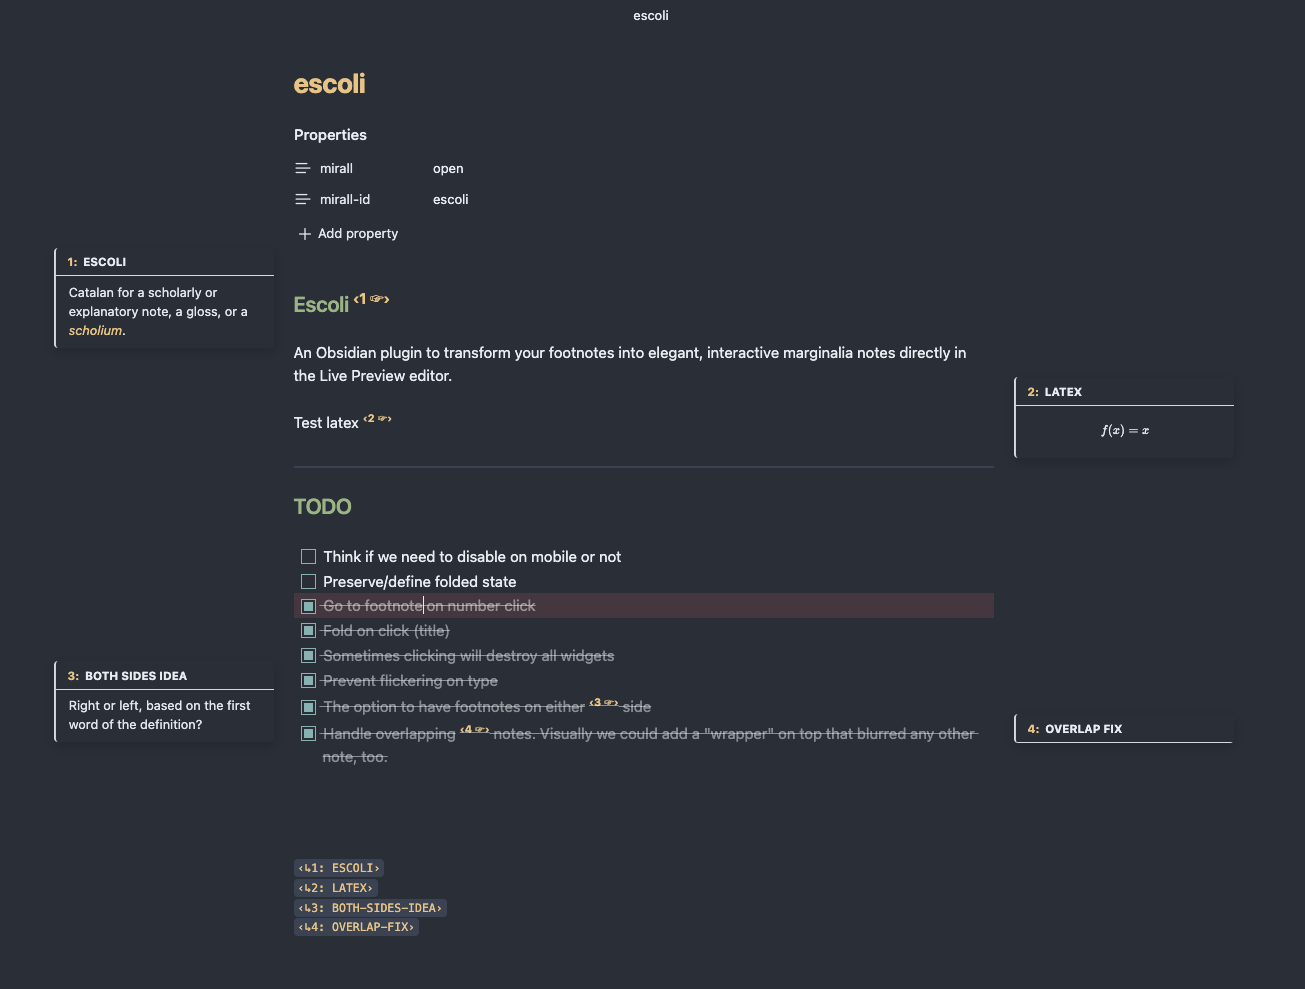 escoli
escoli
Properties
mirall open
mirall-id escoli
Add property
1: ESCOLI
Catalan for a scholarly or
explanatory note, a gloss, or a
scholium.
Escoli ‹1 ☞›
An Obsidian plugin to transform your footnotes into elegant, interactive marginalia notes directly in
the Live Preview editor.
Test latex ‹2 ☞›
2: LATEX
f(x) = x
TODO
Think if we need to disable on mobile or not
Preserve/define folded state
Go to footnote on number click
Fold on click (title)
Sometimes clicking will destroy all widgets
Prevent flickering on type
The option to have footnotes on either ‹3 ☞› side
Handle overlapping ‹4 ☞› notes. Visually we could add a "wrapper" on top that blurred any other
note, too.
3: BOTH SIDES IDEA
Right or left, based on the first
word of the definition?
4: OVERLAP FIX
‹↳1: ESCOLI›
‹↳2: LATEX›
‹↳3: BOTH-SIDES-IDEA›
‹↳4: OVERLAP-FIX›